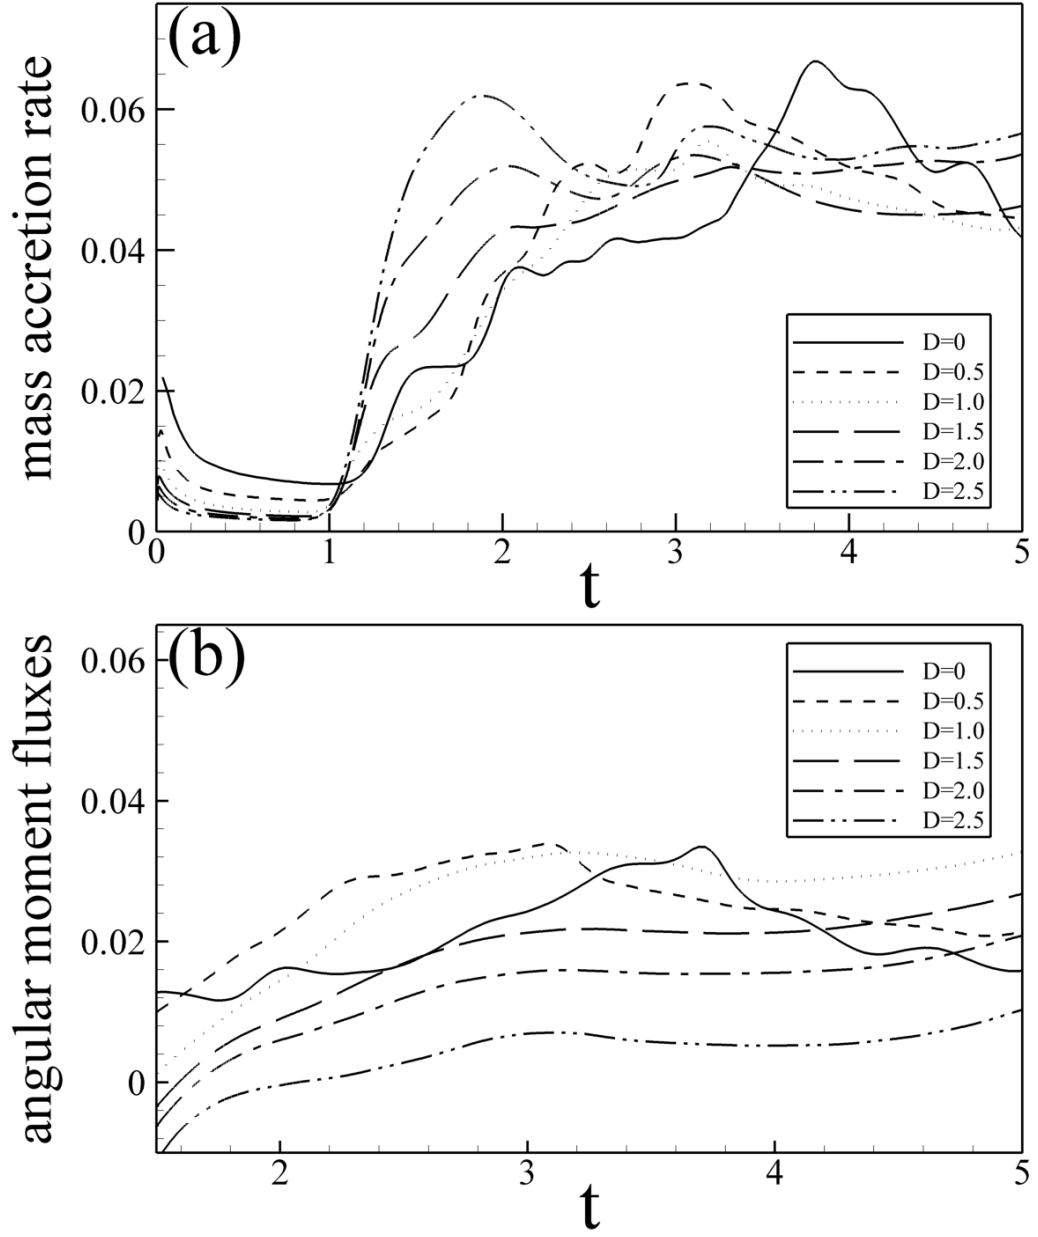 (a)
mass accretion rate
0.06
0.04
0.02
0
D=0
D=0.5
D=1.0
D=1.5
D=2.0
D=2.5
0 1 2 3 4 5
t
(b)
angular moment fluxes
0.06
0.04
0.02
0
D=0
D=0.5
D=1.0
D=1.5
D=2.0
D=2.5
2 3 4 5
t